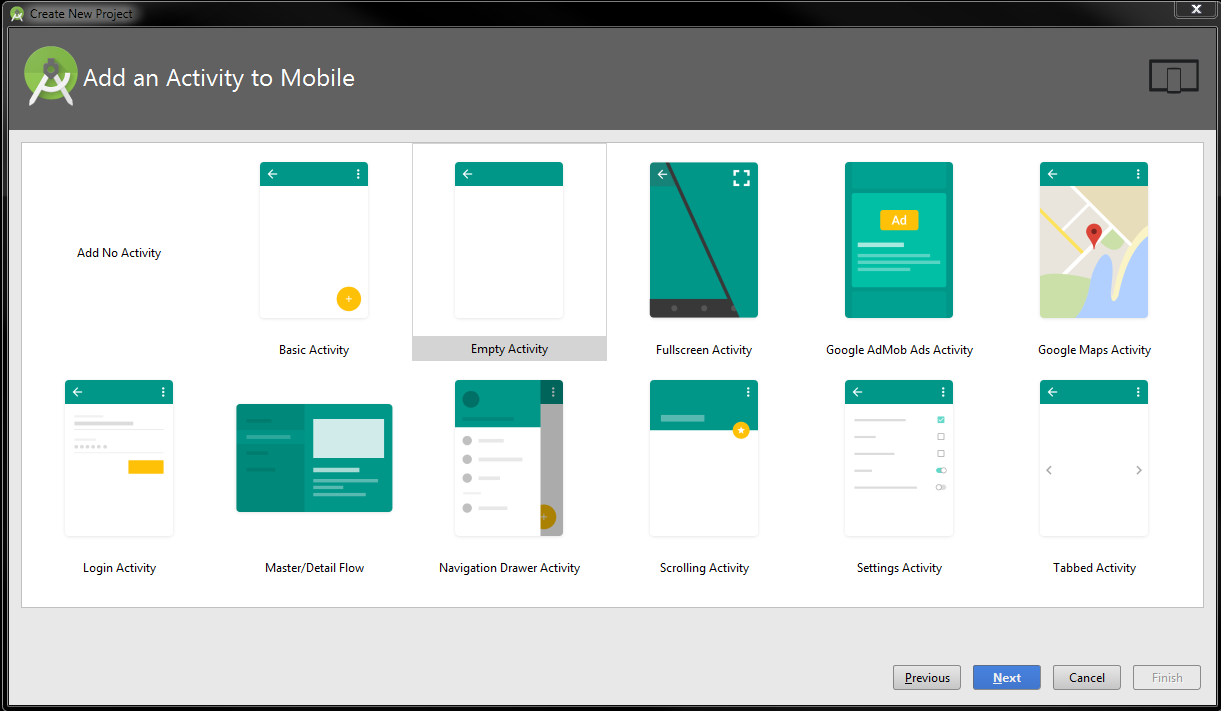 Create New Project
Add an Activity to Mobile
Add No Activity
Ad
Basic Activity
Empty Activity
Fullscreen Activity
Google AdMob Ads Activity
Google Maps Activity
Login Activity
Master/Detail Flow
Navigation Drawer Activity
Scrolling Activity
Settings Activity
Tabbed Activity
Previous
Next
Cancel
Finish